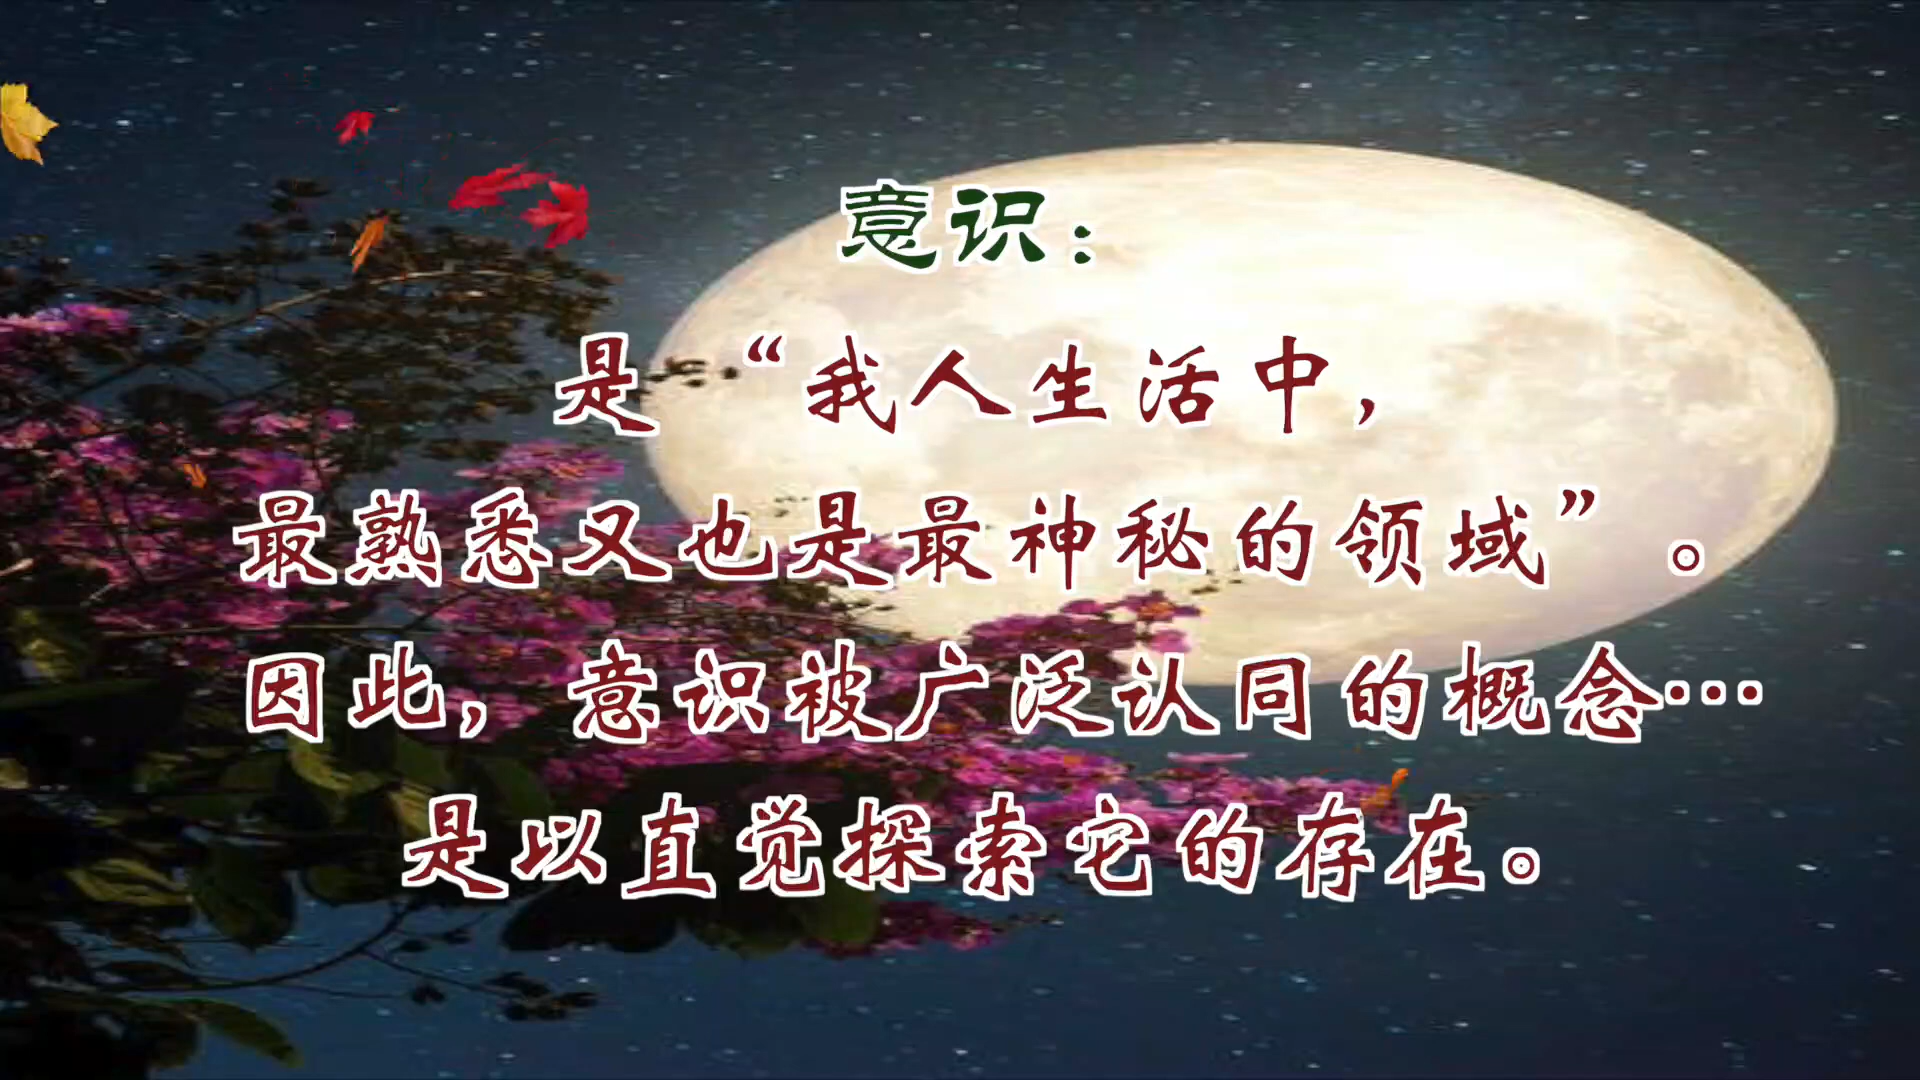 意识：
是“我人生活中，
最熟悉又也是最神秘的领域”。
因此，意识被广泛认同的概念…
是以直觉探索它的存在。